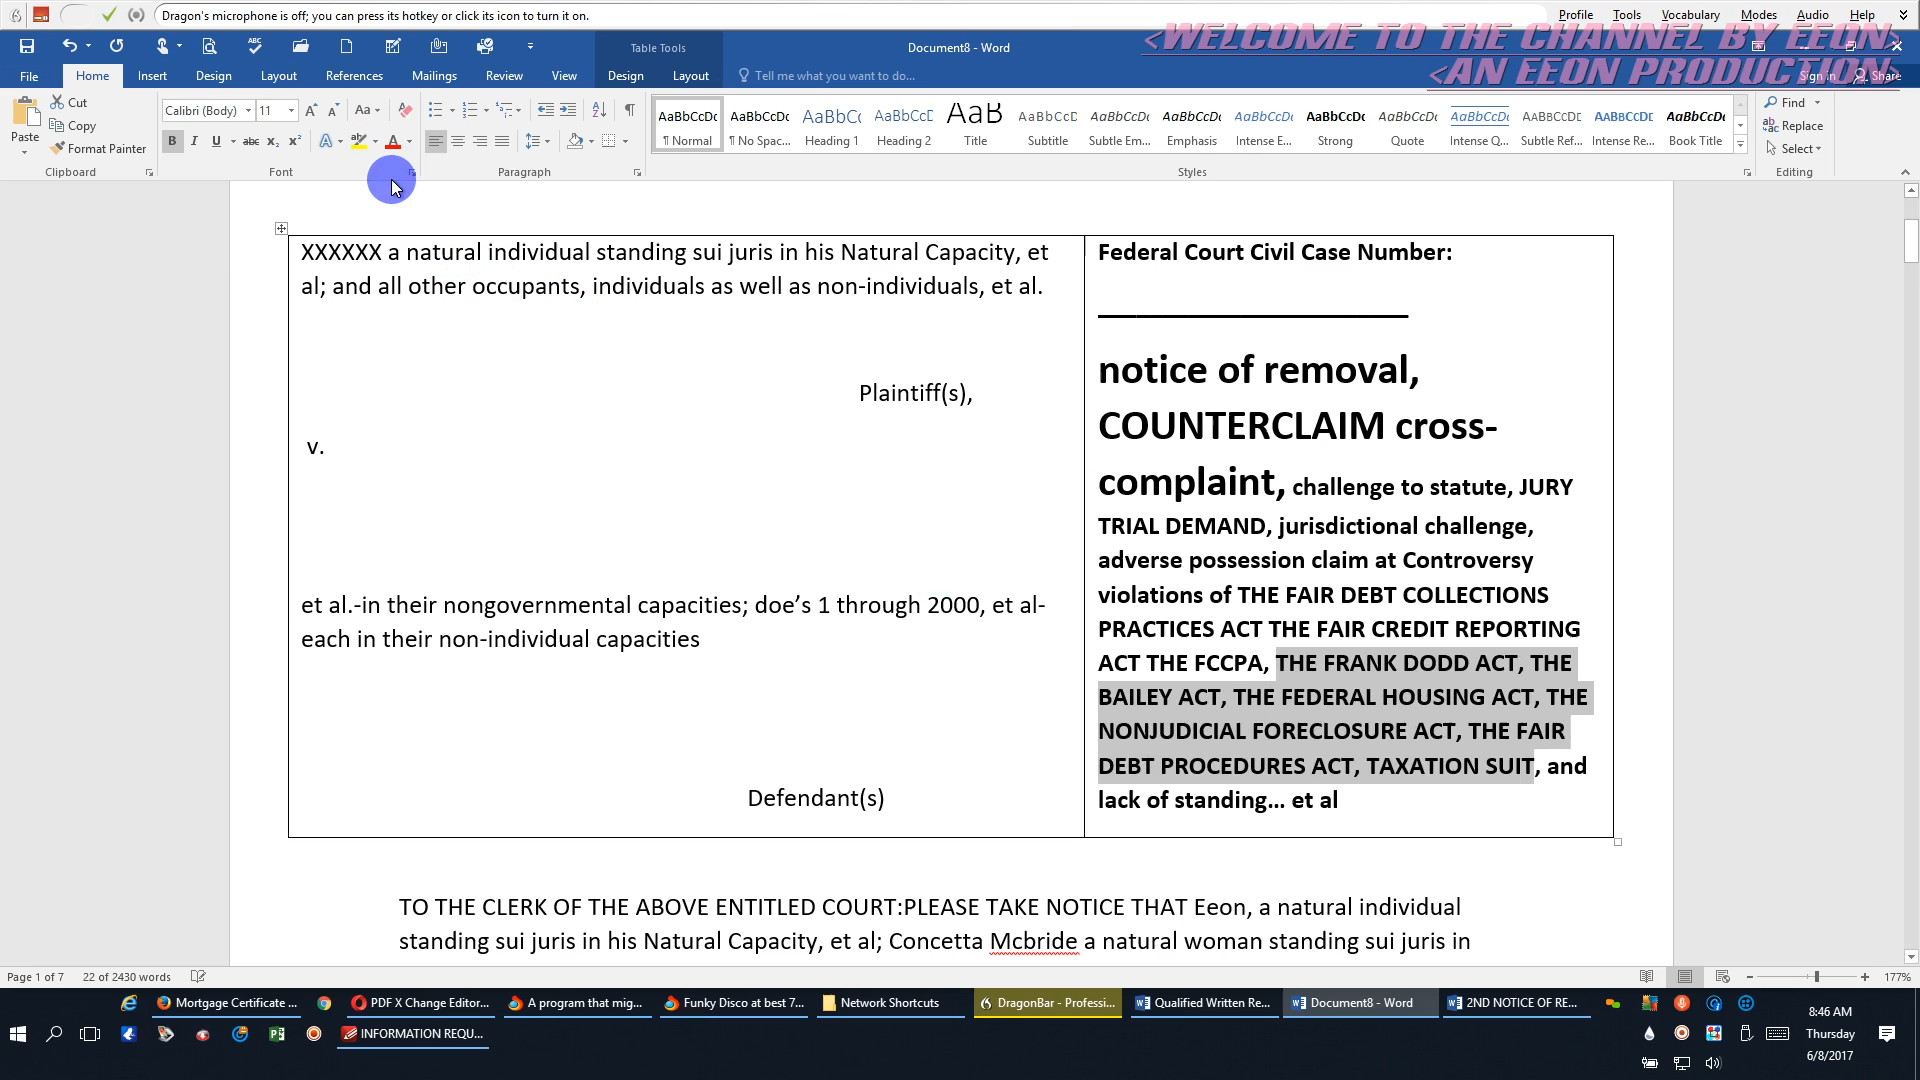 Dragon's microphone is off; you can press its hotkey or click its icon to turn it on.
Profile Tools Vocabulary Modes Audio Help
<WELCOME TO THE CHANNEL BY EEON>
<AN EEON PRODUCTION>
Table Tools
Document8 - Word
File Home Insert Design Layout References Mailings Review View Design Layout Tell me what you want to do... Sign in Share
Paste Cut Copy Format Painter
Calibri (Body) 11
Clipboard Font Paragraph Styles Editing
AaBbCcDc AaBbCcDc AaBbCc AaBbCcD AaB AaBbCcD AaBbCcDc AaBbCcDc AaBbCcDc AaBbCcDc AaBbCcDc AaBbCcDc AABBCCDD AABBCCDE AaBbCcDc
¶ Normal ¶ No Spac... Heading 1 Heading 2 Title Subtitle Subtle Em... Emphasis Intense E... Strong Quote Intense Q... Subtle Ref... Intense Re... Book Title
Find
Replace
Select
XXXXXX a natural individual standing sui juris in his Natural Capacity, et
al; and all other occupants, individuals as well as non-individuals, et al.
Plaintiff(s),
v.
et al.-in their nongovernmental capacities; doe's 1 through 2000, et al-
each in their non-individual capacities
Defendant(s)
Federal Court Civil Case Number:
notice of removal,
COUNTERCLAIM cross-
complaint, challenge to statute, JURY
TRIAL DEMAND, jurisdictional challenge,
adverse possession claim at Controversy
violations of THE FAIR DEBT COLLECTIONS
PRACTICES ACT THE FAIR CREDIT REPORTING
ACT THE FCCPA, THE FRANK DODD ACT, THE
BAILEY ACT, THE FEDERAL HOUSING ACT, THE
NONJUDICIAL FORECLOSURE ACT, THE FAIR
DEBT PROCEDURES ACT, TAXATION SUIT, and
lack of standing... et al
TO THE CLERK OF THE ABOVE ENTITLED COURT:PLEASE TAKE NOTICE THAT Eeon, a natural individual
standing sui juris in his Natural Capacity, et al; Concetta Mcbride a natural woman standing sui juris in
Page 1 of 7 22 of 2430 words
177%
Mortgage Certificate ... PDF X Change Editor... A program that mig... Funky Disco at best 7... Network Shortcuts DragonBar - Professi... Qualified Written Re... Document8 - Word 2ND NOTICE OF RE...
INFORMATION REQU...
8:46 AM
Thursday
6/8/2017